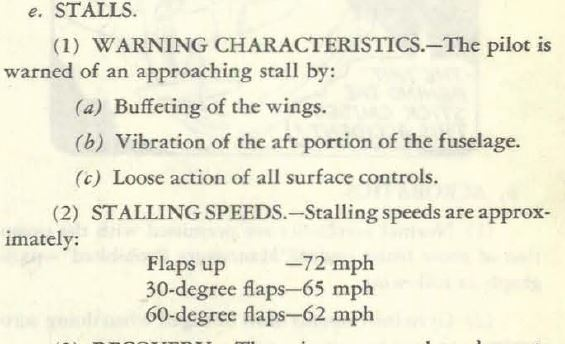 e. STALLS.
(1) WARNING CHARACTERISTICS.—The pilot is
warned of an approaching stall by:
(a) Buffeting of the wings.
(b) Vibration of the aft portion of the fuselage.
(c) Loose action of all surface controls.
(2) STALLING SPEEDS.—Stalling speeds are approx-
imately:
Flaps up —72 mph
30-degree flaps—65 mph
60-degree flaps—62 mph